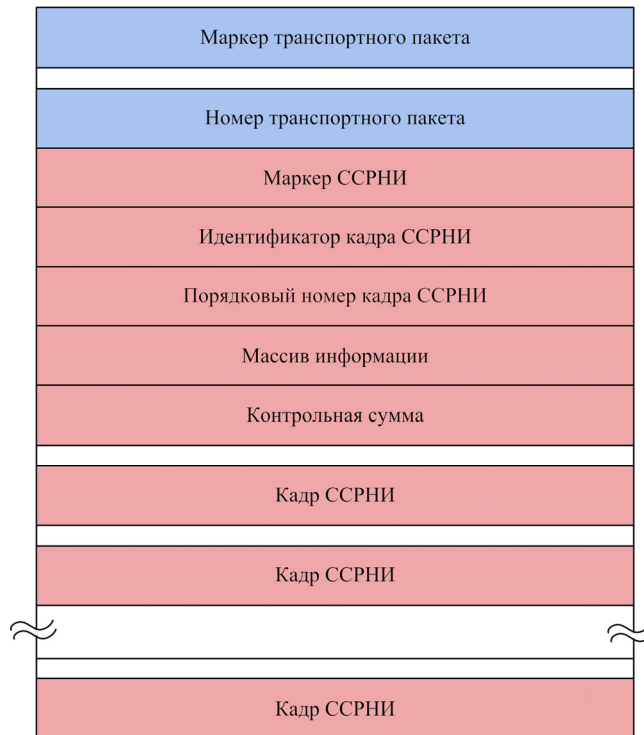 Маркер транспортного пакета
Номер транспортного пакета
Маркер ССРНИ
Идентификатор кадра ССРНИ
Порядковый номер кадра ССРНИ
Массив информации
Контрольная сумма
Кадр ССРНИ
Кадр ССРНИ
Кадр ССРНИ